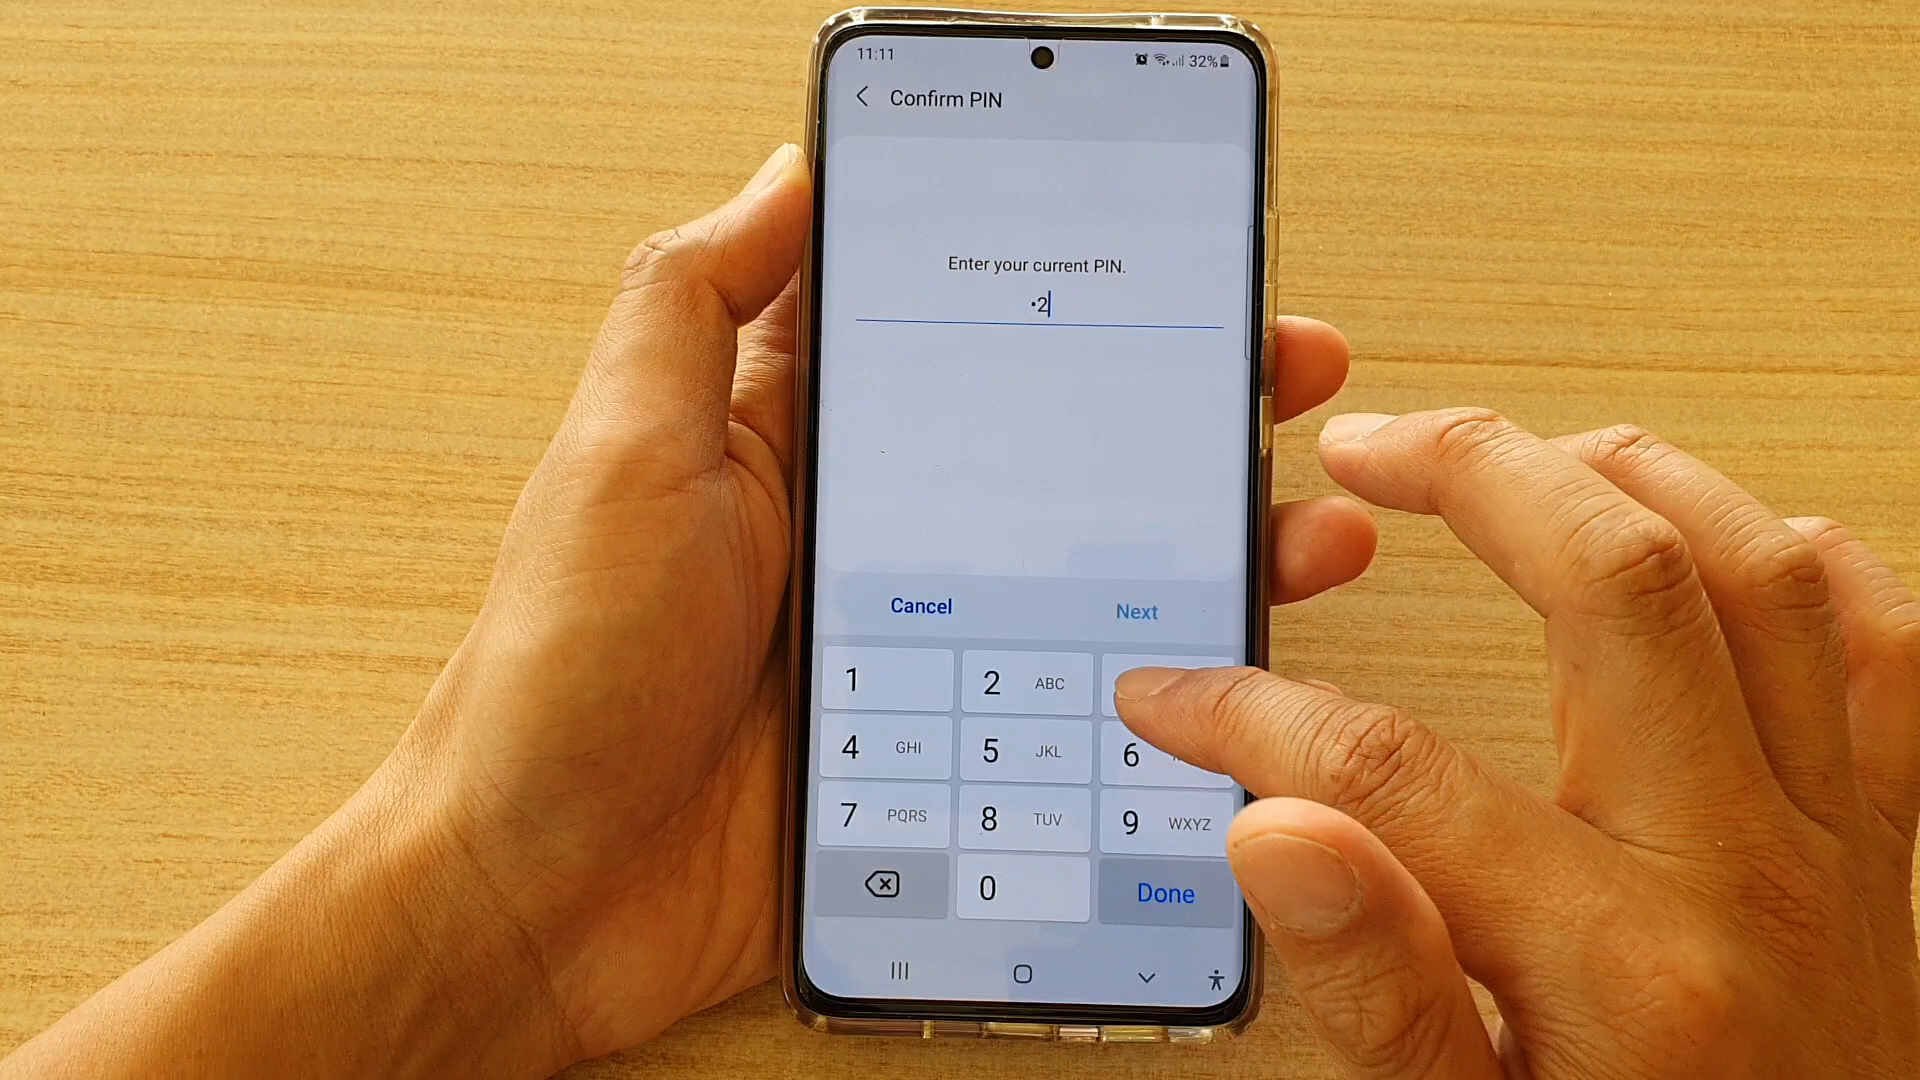 11:11 32%
Confirm PIN
Enter your current PIN.
•2
Cancel Next
1 2 ABC
4 GHI 5 JKL 6
7 PQRS 8 TUV 9 WXYZ
0 Done